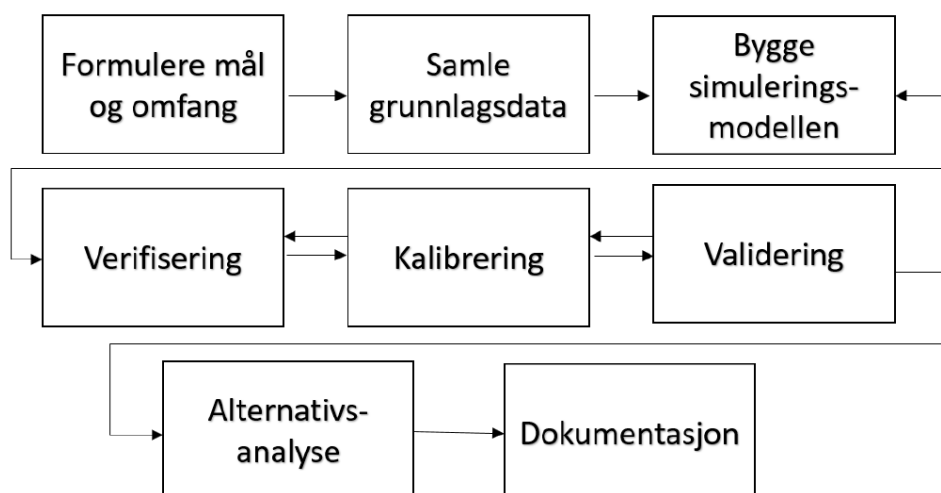 Formulere mål
og omfang
Samle
grunnlagsdata
Bygge
simulerings-
modellen
Verifisering
Kalibrering
Validering
Alternativs-
analyse
Dokumentasjon